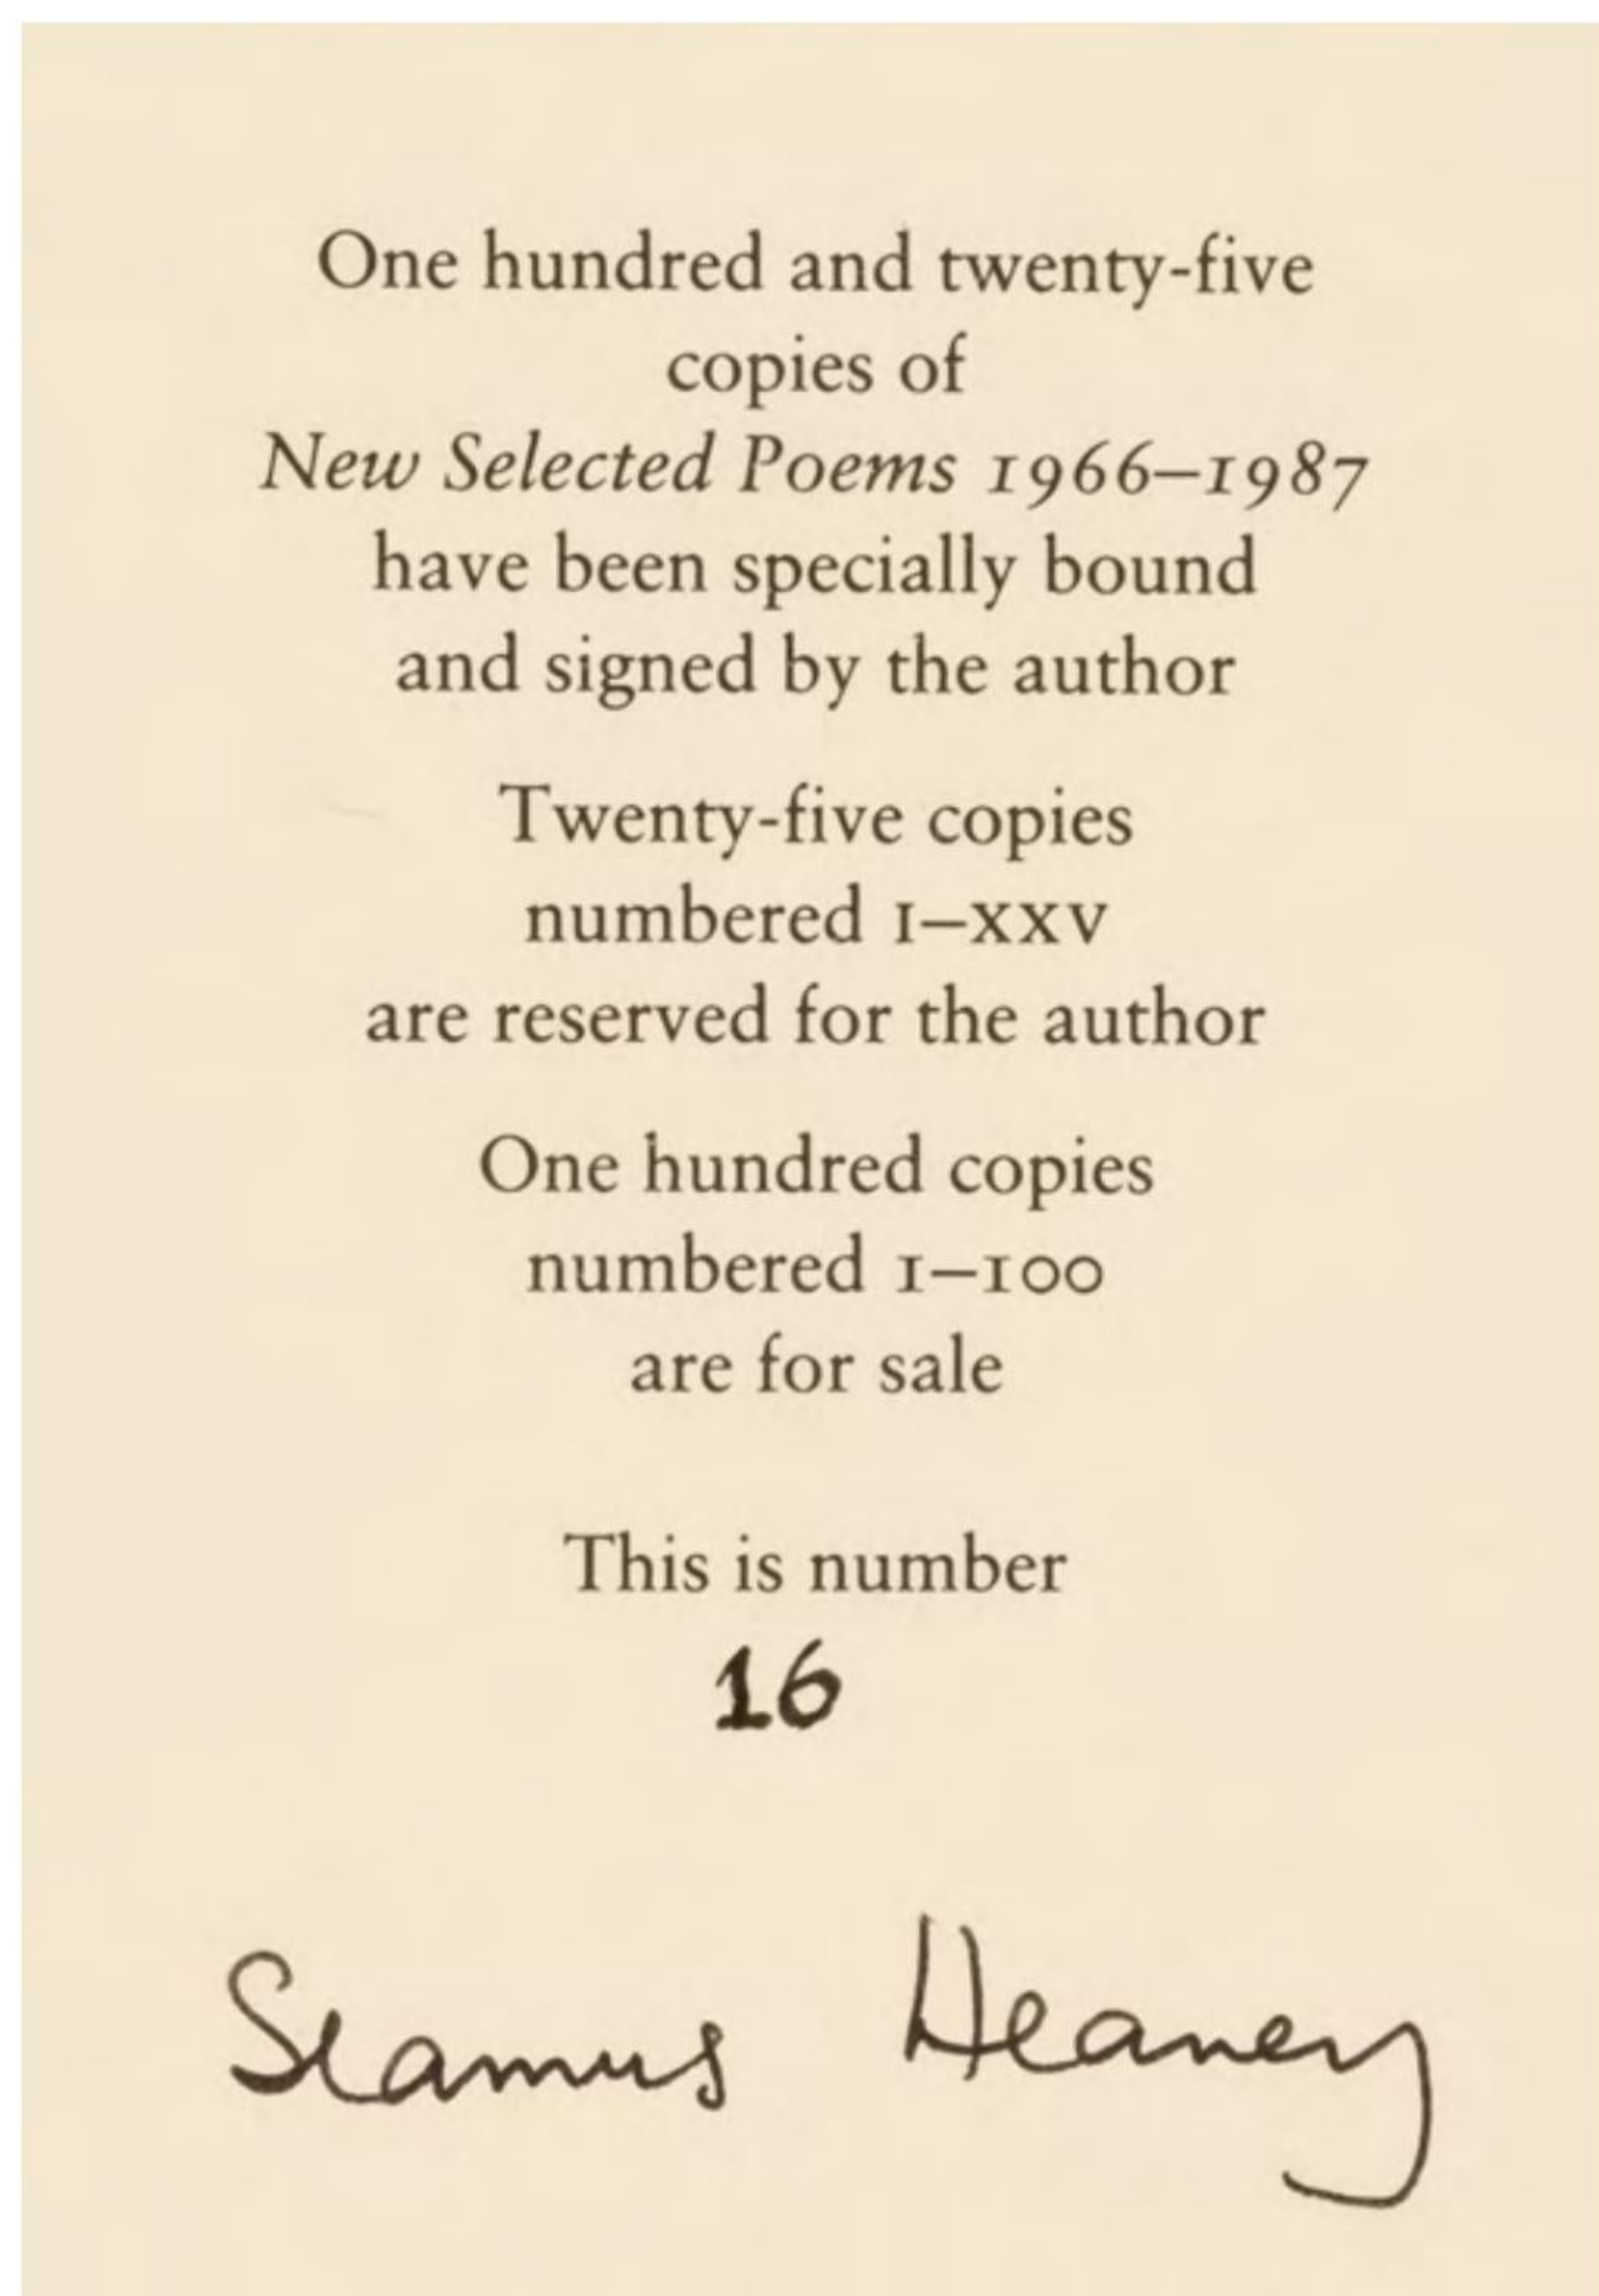 One hundred and twenty-five
copies of
New Selected Poems 1966–1987
have been specially bound
and signed by the author
Twenty-five copies
numbered I–XXV
are reserved for the author
One hundred copies
numbered 1–100
are for sale
This is number
16
Seamus Heaney